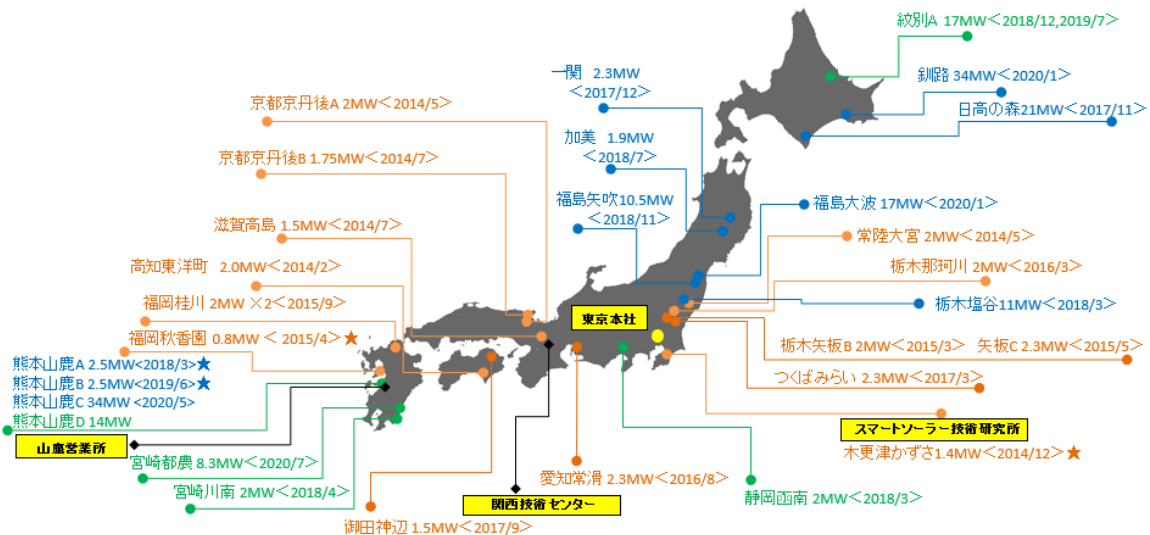 紋別A 17MW＜2018/12,2019/7＞
一関 2.3MW
＜2017/12＞
釧路 34MW＜2020/1＞
京都京丹後A 2MW＜2014/5＞
日高の森21MW＜2017/11＞
加美 1.9MW
＜2018/7＞
京都京丹後B 1.75MW＜2014/7＞
福島矢吹10.5MW
＜2018/11＞
福島大波 17MW＜2020/1＞
滋賀高島 1.5MW＜2014/7＞
常陸大宮 2MW＜2014/5＞
高知東洋町 2.0MW＜2014/2＞
栃木那珂川 2MW＜2016/3＞
福岡桂川 2MW ×2＜2015/9＞
栃木塩谷11MW＜2018/3＞
東京本社
福岡秋香園 0.8MW ＜2015/4＞★
栃木矢板B 2MW＜2015/3＞ 矢板C 2.3MW＜2015/5＞
熊本山鹿A 2.5MW<2018/3>★
熊本山鹿B 2.5MW<2019/6>★
つくばみらい 2.3MW＜2017/3＞
熊本山鹿C 34MW <2020/5>
熊本山鹿D 14MW
スマートソーラー技術研究所
山鹿営業所
木更津かずさ1.4MW＜2014/12＞★
宮崎都農 8.3MW＜2020/7＞
愛知常滑 2.3MW＜2016/8＞
宮崎川南 2MW＜2018/4＞
静岡函南 2MW＜2018/3＞
関西技術センター
御田神辺 1.5MW＜2017/9＞